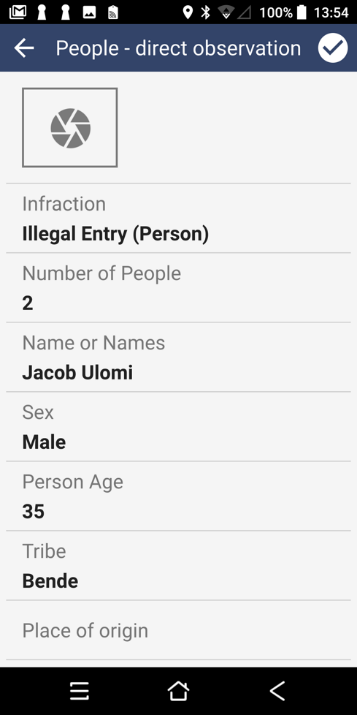 100% 13:54
People - direct observation
Infraction
Illegal Entry (Person)
Number of People
2
Name or Names
Jacob Ulomi
Sex
Male
Person Age
35
Tribe
Bende
Place of origin